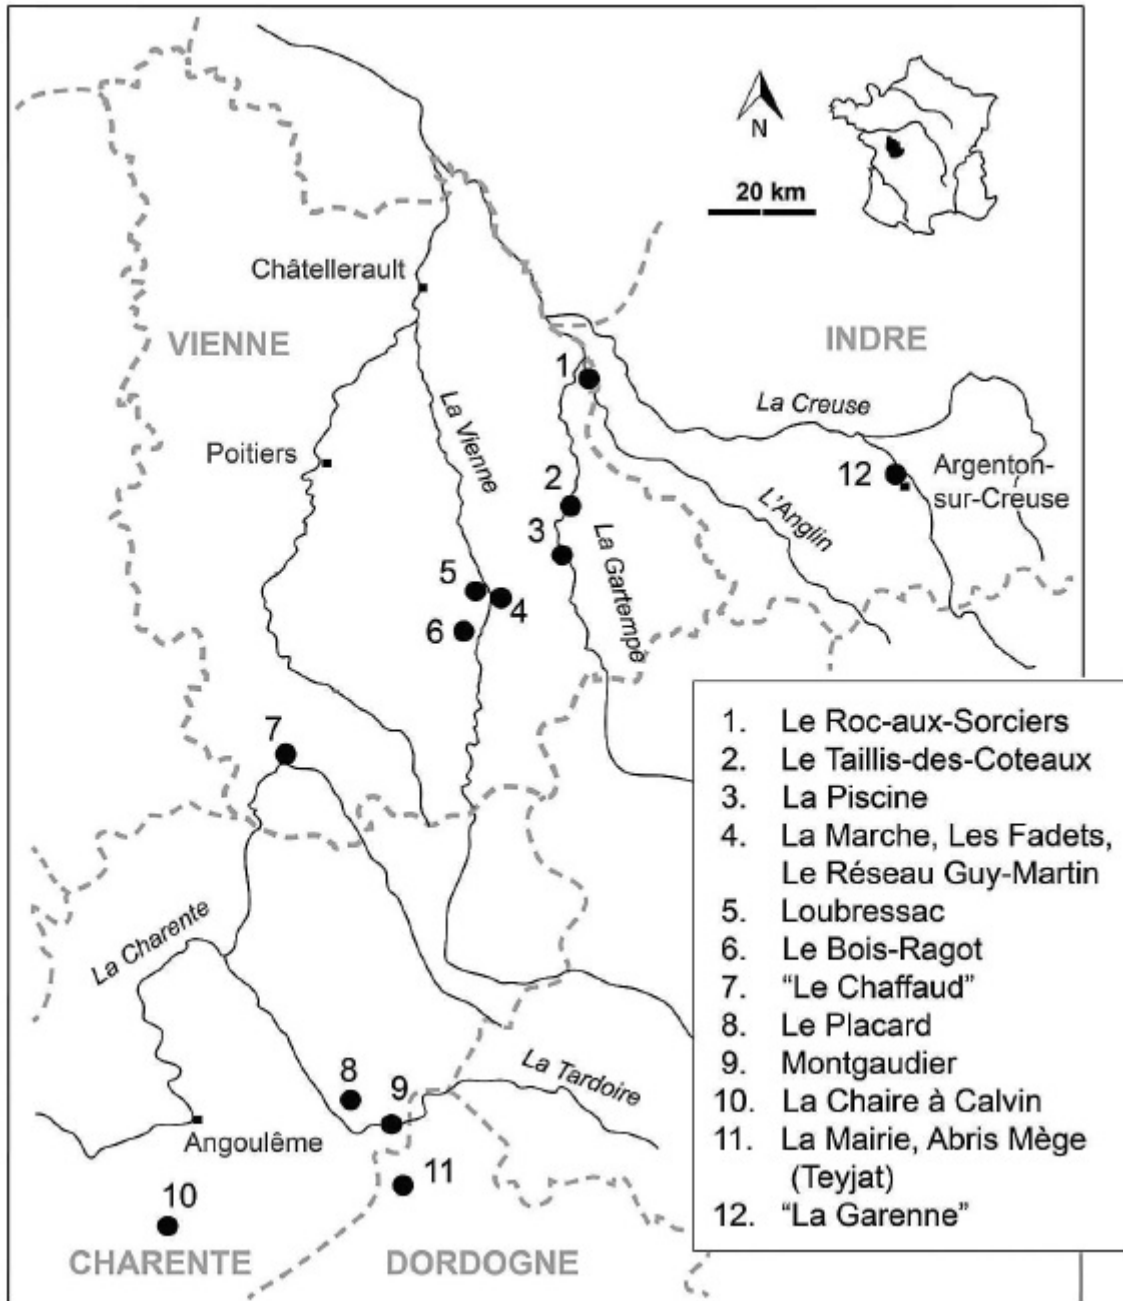 N
20 km
Châtellerault
VIENNE
INDRE
1
La Creuse
La Vienne
Poitiers
2
12
Argenton-
sur-Creuse
L'Anglin
3
La Gartempe
5
4
6
7
La Charente
8
9
La Tardoire
Angoulême
11
10
CHARENTE
DORDOGNE
1. Le Roc-aux-Sorciers
2. Le Taillis-des-Coteaux
3. La Piscine
4. La Marche, Les Fadets,
Le Réseau Guy-Martin
5. Loubressac
6. Le Bois-Ragot
7. “Le Chaffaud”
8. Le Placard
9. Montgaudier
10. La Chaire à Calvin
11. La Mairie, Abris Mège
(Teyjat)
12. “La Garenne”